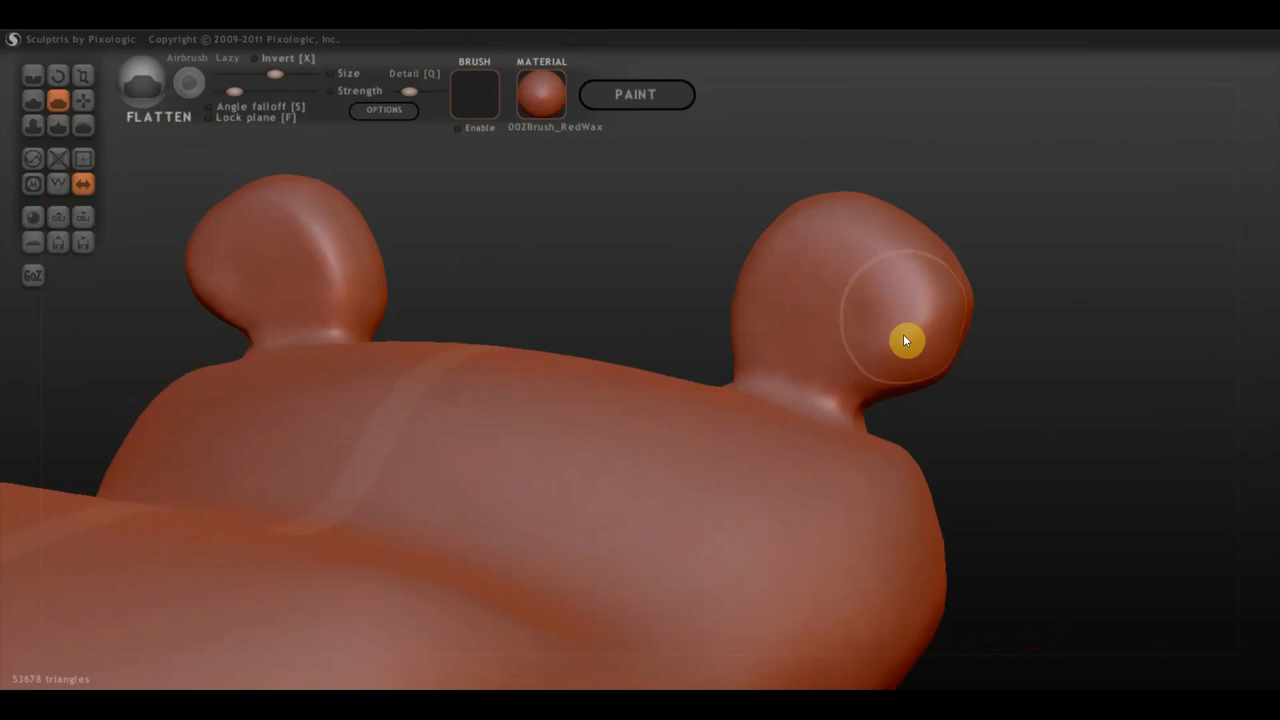 Sculptris by Pixologic Copyright © 2009-2011 Pixologic, Inc.
Airbrush Lazy Invert [X] BRUSH MATERIAL
Size Detail [Q]
Strength
PAINT
Angle falloff [S] OPTIONS
FLATTEN Lock plane [F]
Enable 00ZBrush_RedWax
GoZ
53678 triangles